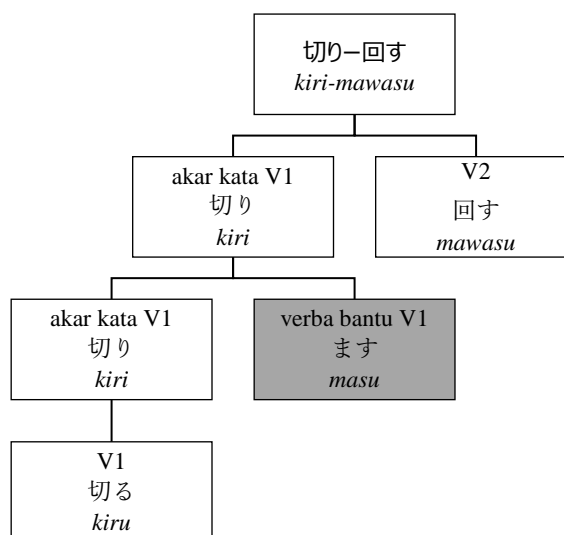 切り−回す
kiri-mawasu
akar kata V1
切り
kiri
V2
回す
mawasu
akar kata V1
切り
kiri
verba bantu V1
ます
masu
V1
切る
kiru